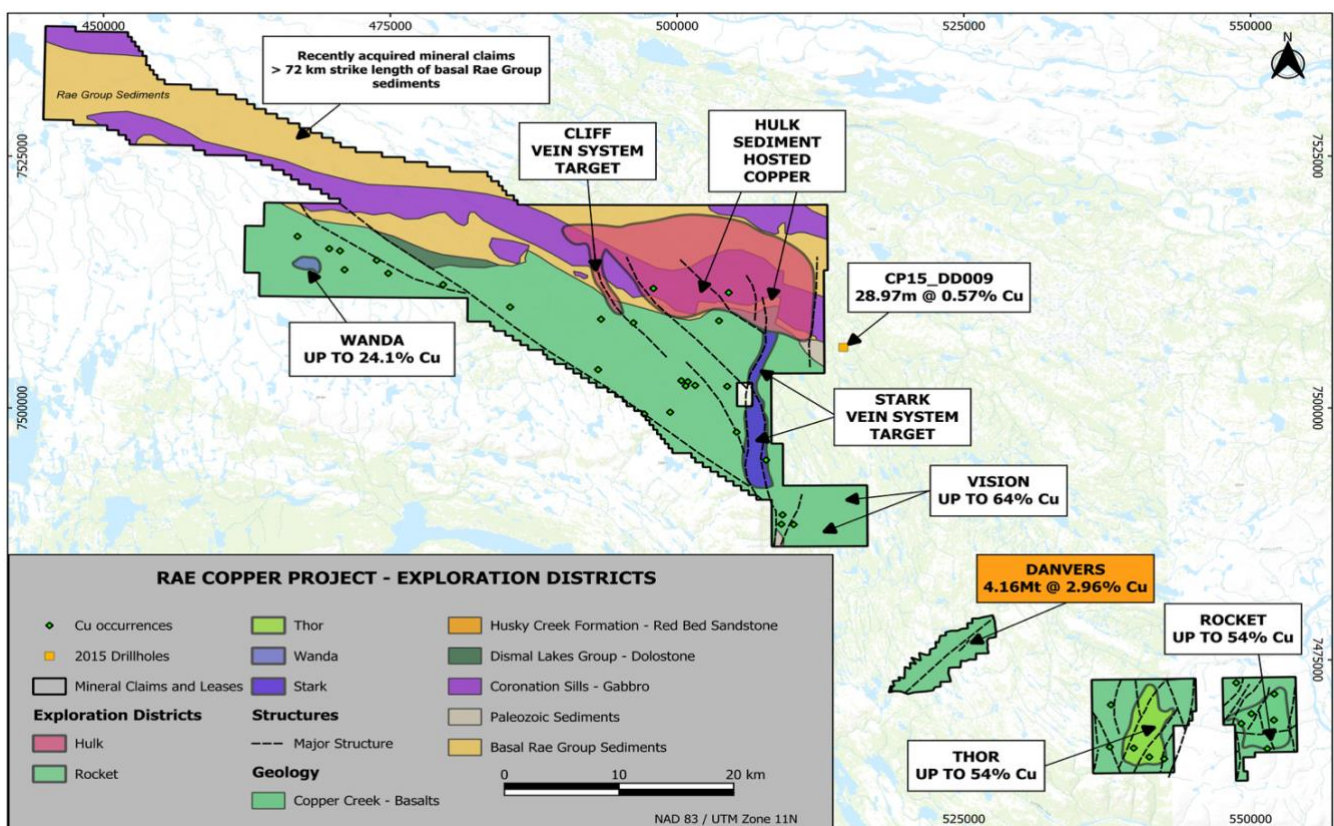 450000
475000
500000
525000
550000
Recently acquired mineral claims
> 72 km strike length of basal Rae Group
sediments
Rae Group Sediments
7525000
7525000
CLIFF
VEIN SYSTEM
TARGET
HULK
SEDIMENT
HOSTED
COPPER
CP15_DD009
28.97m @ 0.57% Cu
WANDA
UP TO 24.1% Cu
STARK
VEIN SYSTEM
TARGET
7500000
7500000
VISION
UP TO 64% Cu
DANVERS
4.16Mt @ 2.96% Cu
ROCKET
UP TO 54% Cu
7475000
THOR
UP TO 54% Cu
RAE COPPER PROJECT - EXPLORATION DISTRICTS
Cu occurrences
2015 Drillholes
Mineral Claims and Leases
Exploration Districts
Hulk
Rocket
Thor
Wanda
Stark
Structures
Major Structure
Geology
Copper Creek - Basalts
Husky Creek Formation - Red Bed Sandstone
Dismal Lakes Group - Dolostone
Coronation Sills - Gabbro
Paleozoic Sediments
Basal Rae Group Sediments
0 10 20 km
NAD 83 / UTM Zone 11N
525000
550000